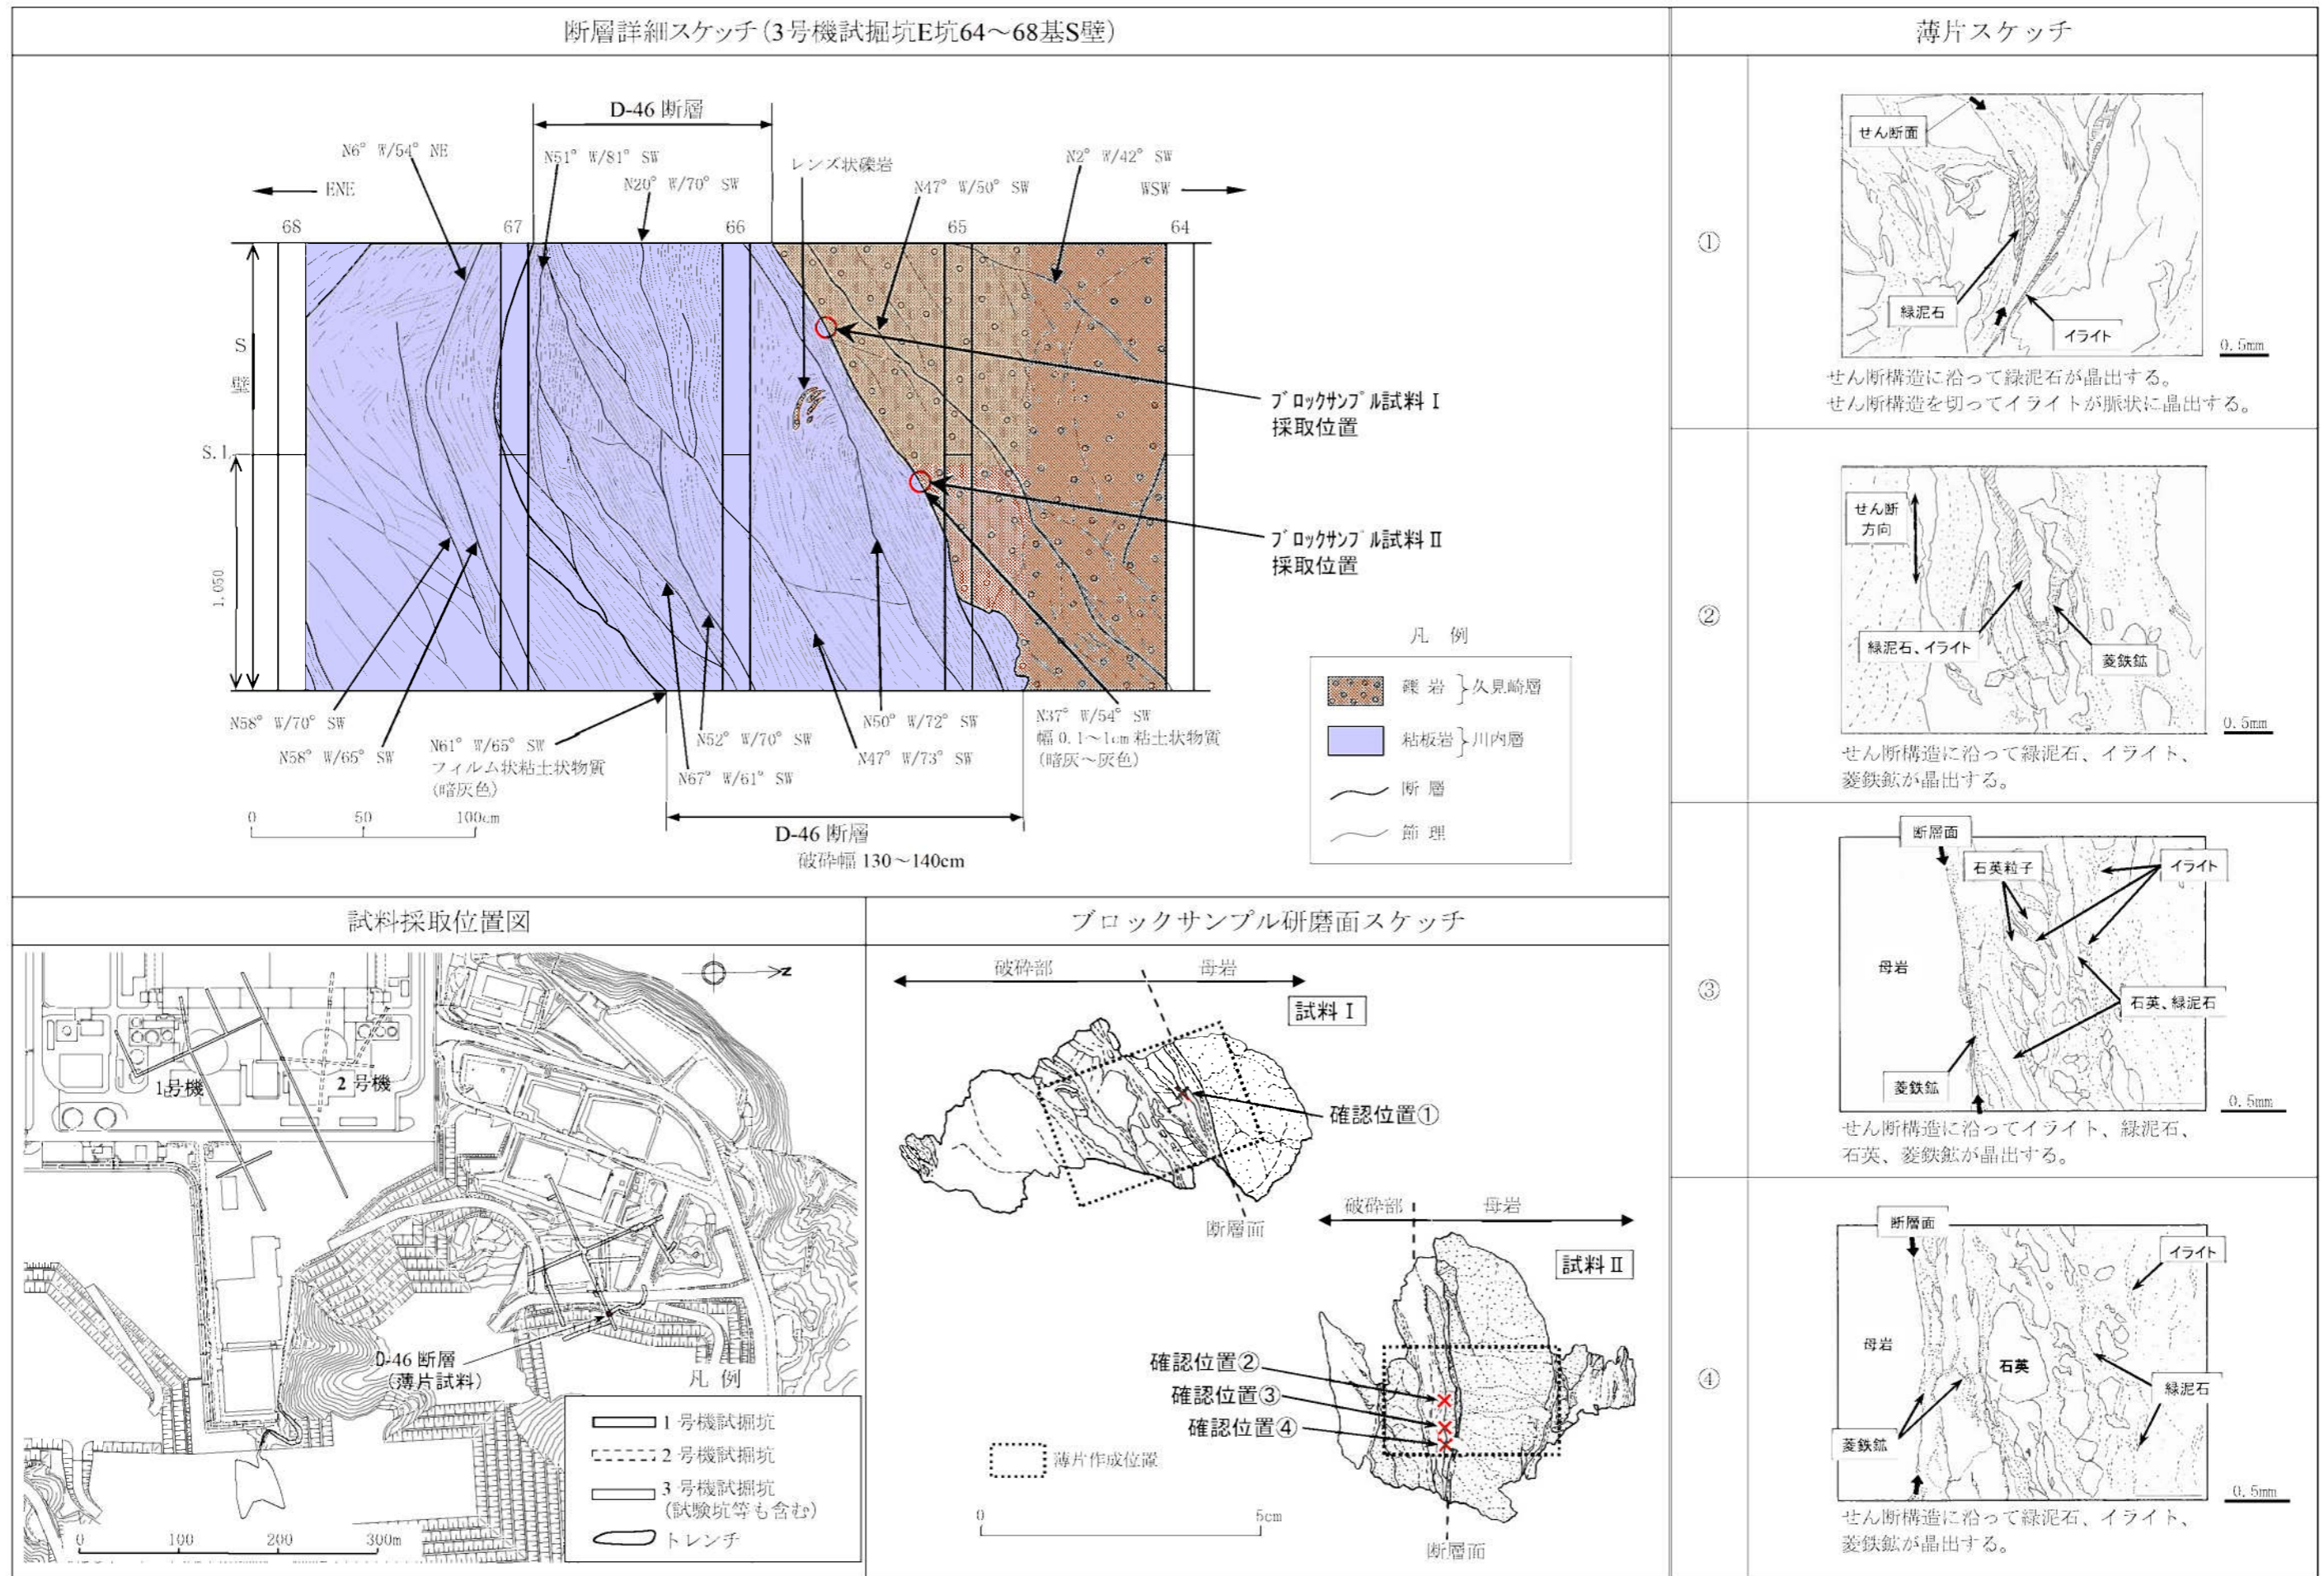 断層詳細スケッチ(3号機試掘坑E坑64～68基S壁)
D-46 断層
N6° W/54° NE
N51° W/81° SW
N20° W/70° SW
レンズ状礫岩
N47° W/50° SW
N2° W/42° SW
ENE
WSW
68
67
66
65
64
S
壁
S.L
1.050
ブロックサンプル試料Ⅰ
採取位置
ブロックサンプル試料Ⅱ
採取位置
N58° W/70° SW
N58° W/65° SW
N61° W/65° SW
フィルム状粘土状物質
(暗灰色)
N67° W/61° SW
N52° W/70° SW
N47° W/73° SW
N50° W/72° SW
N37° W/54° SW
幅 0.1～1cm 粘土状物質
(暗灰～灰色)
0 50 100cm
D-46 断層
破砕幅 130～140cm
凡 例
礫 岩 }久見崎層
粘板岩 }川内層
断 層
節 理
試料採取位置図
N
1号機
2 号機
D-46 断層
(薄片試料)
凡 例
1 号機試掘坑
2 号機試掘坑
3 号機試掘坑
(試験坑等も含む)
トレンチ
0 100 200 300m
ブロックサンプル研磨面スケッチ
破砕部 母岩
試料Ⅰ
確認位置①
断層面
破砕部 母岩
試料Ⅱ
確認位置②
確認位置③
確認位置④
薄片作成位置
0 5cm
断層面
薄片スケッチ
①
せん断面
緑泥石
イライト
0.5mm
せん断構造に沿って緑泥石が晶出する。
せん断構造を切ってイライトが脈状に晶出する。
②
せん断
方向
緑泥石、イライト
菱鉄鉱
0.5mm
せん断構造に沿って緑泥石、イライト、
菱鉄鉱が晶出する。
③
断層面
石英粒子
イライト
母岩
石英、緑泥石
菱鉄鉱
0.5mm
せん断構造に沿ってイライト、緑泥石、
石英、菱鉄鉱が晶出する。
④
断層面
イライト
母岩
石英
緑泥石
菱鉄鉱
0.5mm
せん断構造に沿って緑泥石、イライト、
菱鉄鉱が晶出する。